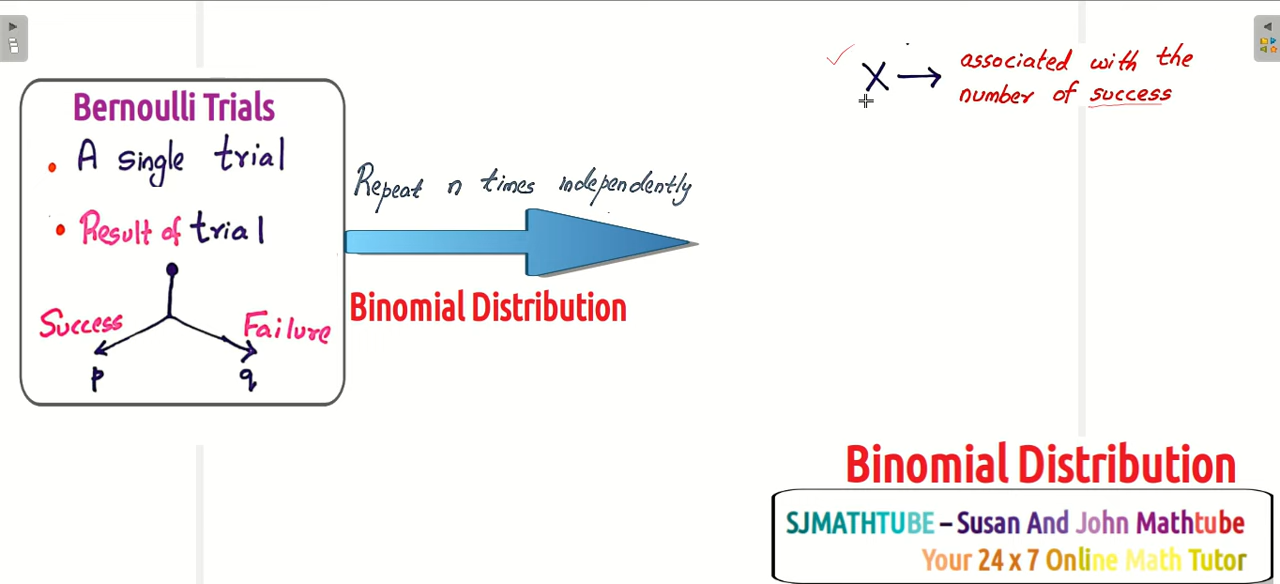 Bernoulli Trials
• A single trial
• Result of trial
Success
Failure
p
q
Repeat n times independently
Binomial Distribution
X → associated with the
number of success
Binomial Distribution
SJMATHTUBE – Susan And John Mathtube
Your 24 x 7 Online Math Tutor